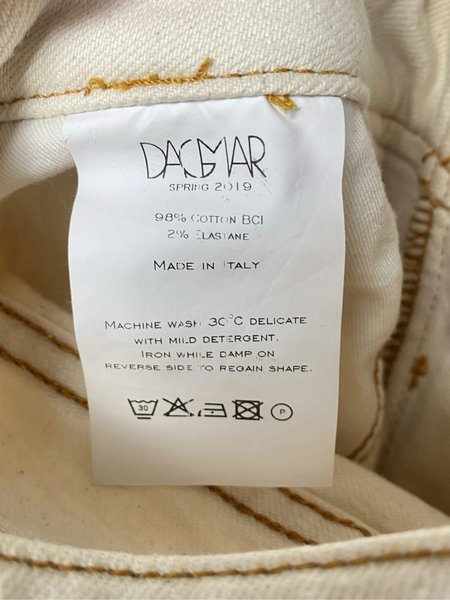 DAGMAR
SPRING 2019
98% COTTON BCI
2% ELASTANE
MADE IN ITALY
MACHINE WASH 30°C DELICATE
WITH MILD DETERGENT.
IRON WHILE DAMP ON
REVERSE SIDE TO REGAIN SHAPE.
30 P